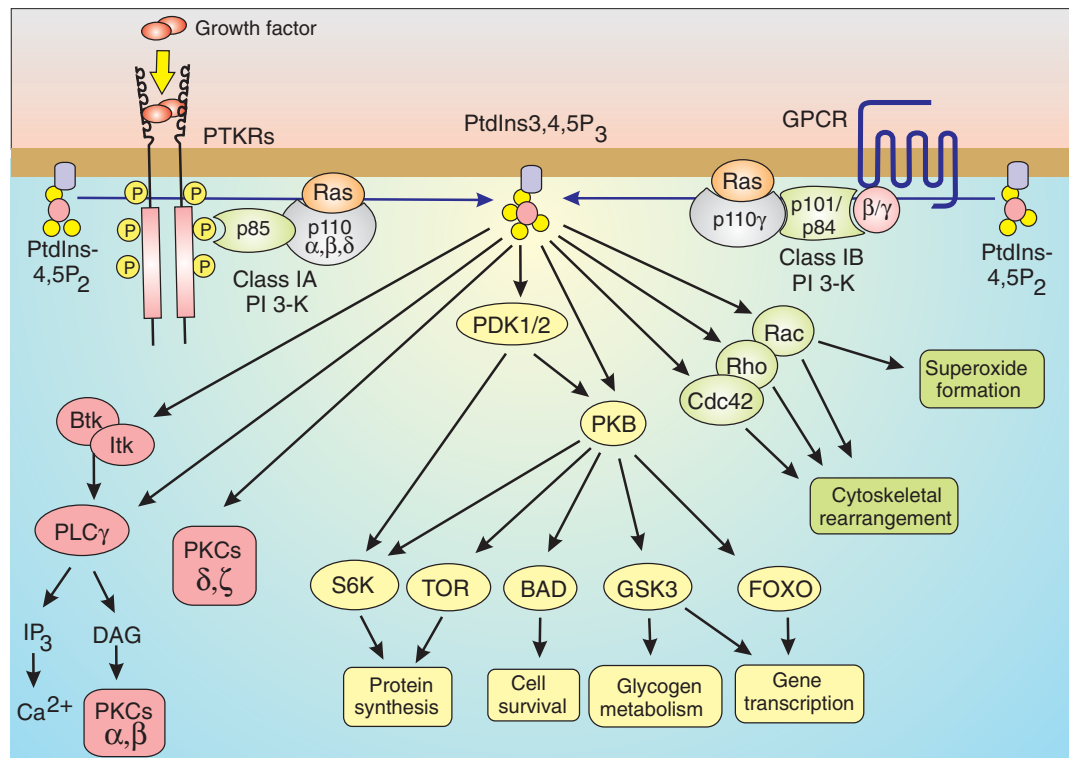 Growth factor
PTKRs
PtdIns3,4,5P3
GPCR
P
P
P
P
P
P
PtdIns-
4,5P2
p85
Ras
p110
α,β,δ
Class IA
PI 3-K
Ras
p110γ
p101/
p84
β/γ
Class IB
PI 3-K
PtdIns-
4,5P2
PDK1/2
Rac
Rho
Cdc42
Superoxide
formation
Btk
Itk
PKB
Cytoskeletal
rearrangement
PLCγ
PKCs
δ,ζ
S6K
TOR
BAD
GSK3
FOXO
IP3
DAG
Ca2+
PKCs
α,β
Protein
synthesis
Cell
survival
Glycogen
metabolism
Gene
transcription